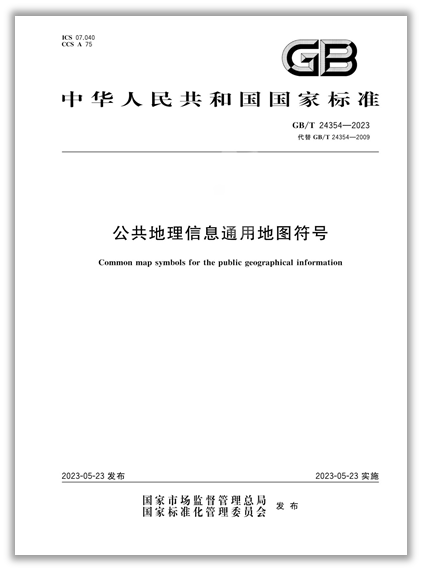 ICS 07.040
CCS A 75
GB
中华人民共和国国家标准
GB/T 24354—2023
代替 GB/T 24354—2009
公共地理信息通用地图符号
Common map symbols for the public geographical information
2023-05-23 发布
2023-05-23 实施
国家市场监督管理总局
国家标准化管理委员会
发布